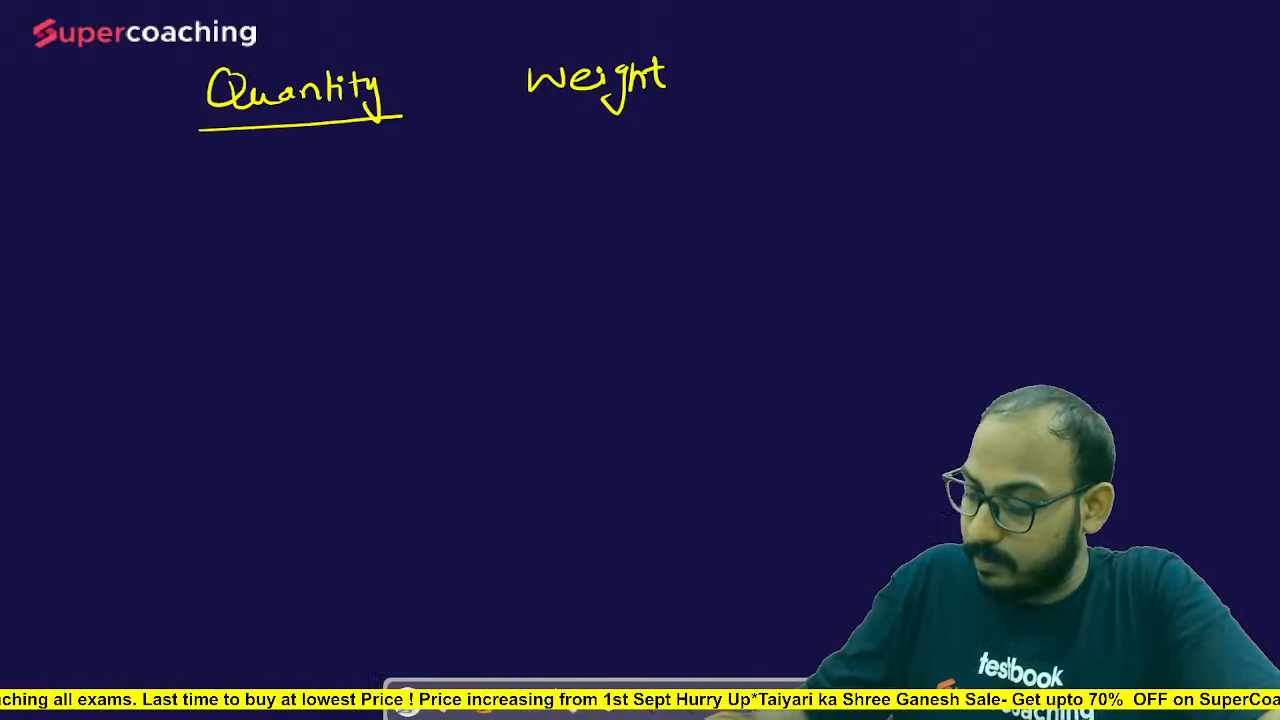 Supercoaching
Quantity Weight
testbook
coaching
ching all exams. Last time to buy at lowest Price ! Price increasing from 1st Sept Hurry Up*Taiyari ka Shree Ganesh Sale- Get upto 70% OFF on SuperCoa